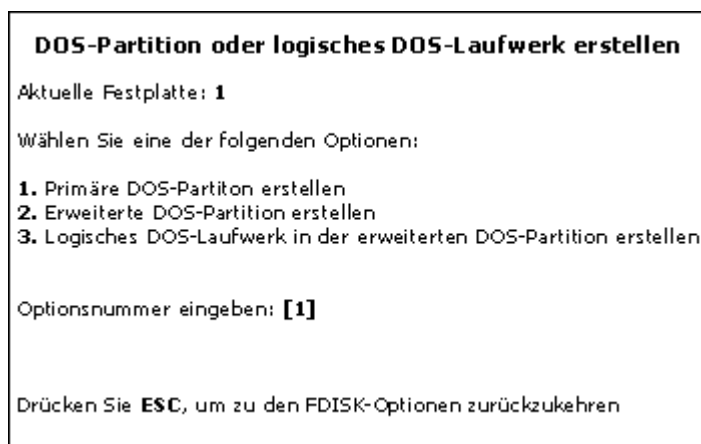 DOS-Partition oder logisches DOS-Laufwerk erstellen
Aktuelle Festplatte: 1
Wählen Sie eine der folgenden Optionen:
1. Primäre DOS-Partiton erstellen
2. Erweiterte DOS-Partition erstellen
3. Logisches DOS-Laufwerk in der erweiterten DOS-Partition erstellen
Optionsnummer eingeben: [1]
Drücken Sie ESC, um zu den FDISK-Optionen zurückzukehren